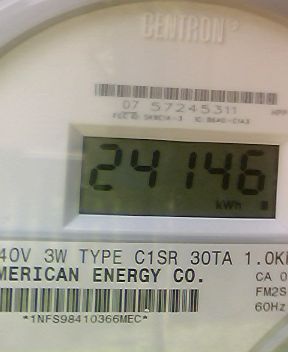 CENTRON®
07 57245311
24146
kWh
40V 3W TYPE C1SR 30TA 1.0K
MERICAN ENERGY CO.
CA 0
FM2S
60Hz
*1NFS98410366MEC*